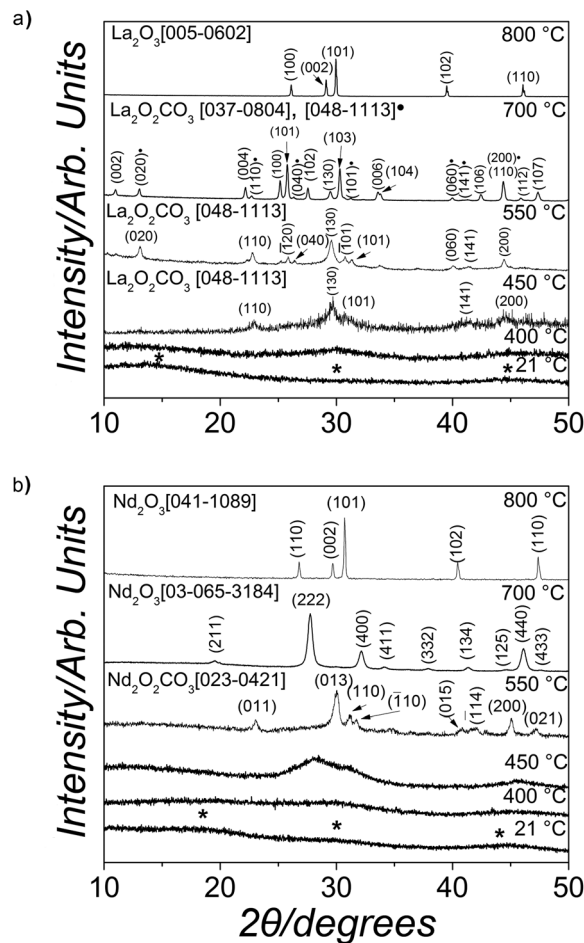 a)
La₂O₃[005-0602]
800 °C
(100)
(002)
(101)
(102)
(110)
La₂O₂CO₃ [037-0804], [048-1113]•
700 °C
(002)
(020)•
(004)
(110)•
(100)
(101)
(040)•
(102)
(130)
(103)
(101)•
(006)
(104)
(060)•
(141)•
(106)
(200)•
(110)
(112)•
(107)
La₂O₂CO₃ [048-1113]
550 °C
(020)
(110)
(1̄20)
(040)
(130)
(1̄01)
(101)
(060)
(141)
(200)
La₂O₂CO₃ [048-1113]
450 °C
(110)
(130)
(101)
(141)
(200)
400 °C
* * *
21 °C
10 20 30 40 50
Intensity/Arb. Units
b)
Nd₂O₃[041-1089]
800 °C
(110)
(002)
(101)
(102)
(110)
Nd₂O₃[03-065-3184]
700 °C
(211)
(222)
(400)
(411)
(332)
(134)
(125)
(440)
(433)
Nd₂O₂CO₃[023-0421]
550 °C
(011)
(013)
(110)
(1̄10)
(015)
(1̄14)
(200)
(021)
450 °C
400 °C
* * *
21 °C
10 20 30 40 50
Intensity/Arb. Units
2θ/degrees